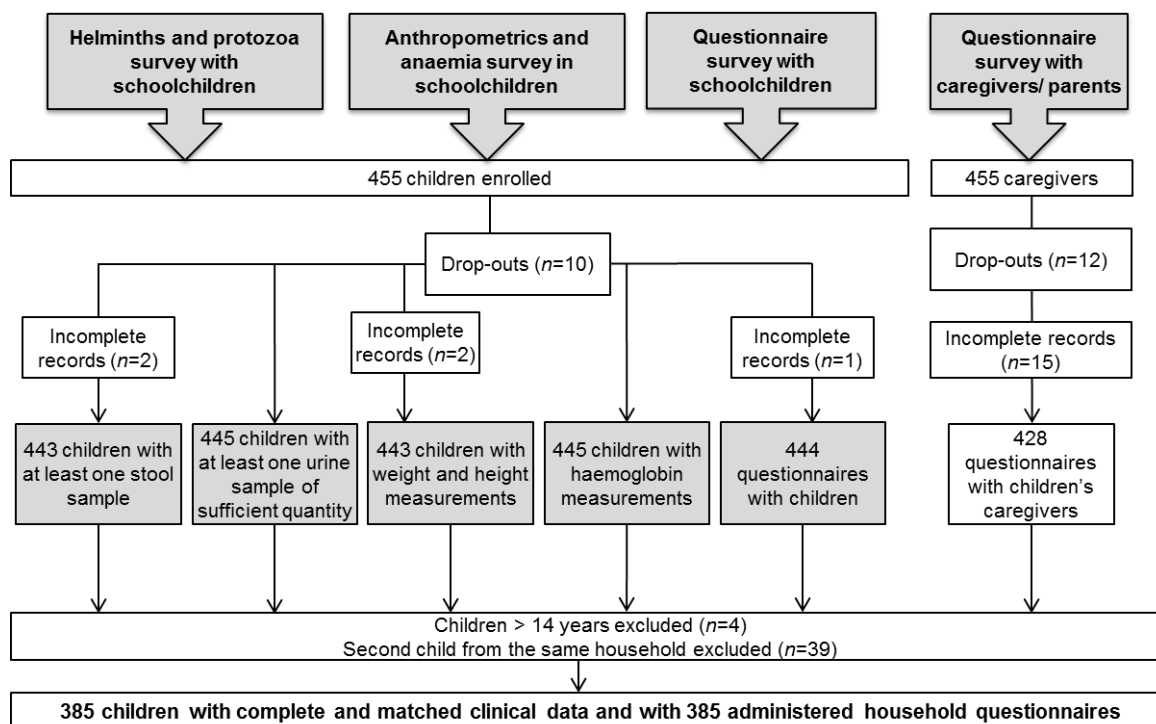 Helminths and protozoa
survey with
schoolchildren
Anthropometrics and
anaemia survey in
schoolchildren
Questionnaire
survey with
schoolchildren
Questionnaire
survey with
caregivers/ parents
455 children enrolled
455 caregivers
Drop-outs (n=10)
Drop-outs (n=12)
Incomplete
records (n=2)
Incomplete
records (n=2)
Incomplete
records (n=1)
Incomplete records
(n=15)
443 children with
at least one stool
sample
445 children with
at least one urine
sample of
sufficient quantity
443 children with
weight and height
measurements
445 children with
haemoglobin
measurements
444
questionnaires
with children
428
questionnaires
with children's
caregivers
Children > 14 years excluded (n=4)
Second child from the same household excluded (n=39)
385 children with complete and matched clinical data and with 385 administered household questionnaires